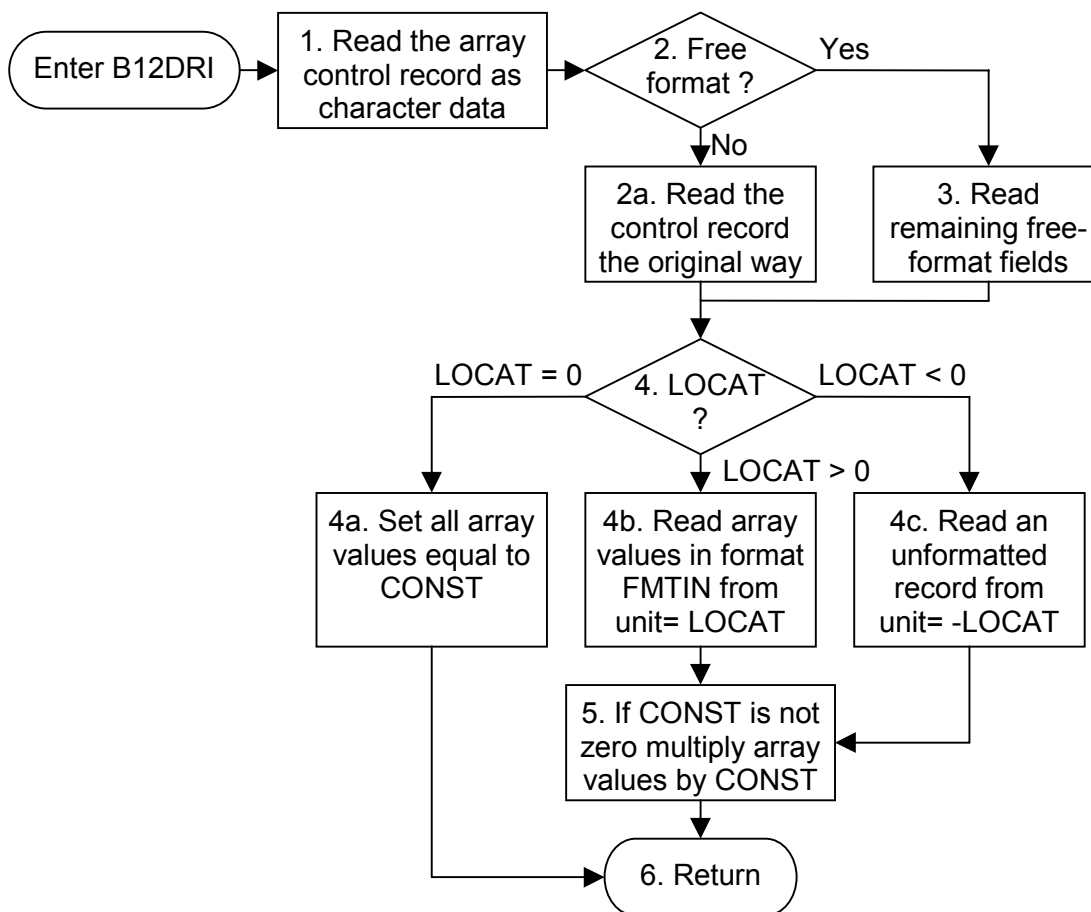 Enter B12DRI
1. Read the array
control record as
character data
2. Free
format ?
Yes
No
2a. Read the
control record
the original way
3. Read
remaining free-
format fields
LOCAT = 0
4. LOCAT
?
LOCAT < 0
LOCAT > 0
4a. Set all array
values equal to
CONST
4b. Read array
values in format
FMTIN from
unit= LOCAT
4c. Read an
unformatted
record from
unit= -LOCAT
5. If CONST is not
zero multiply array
values by CONST
6. Return